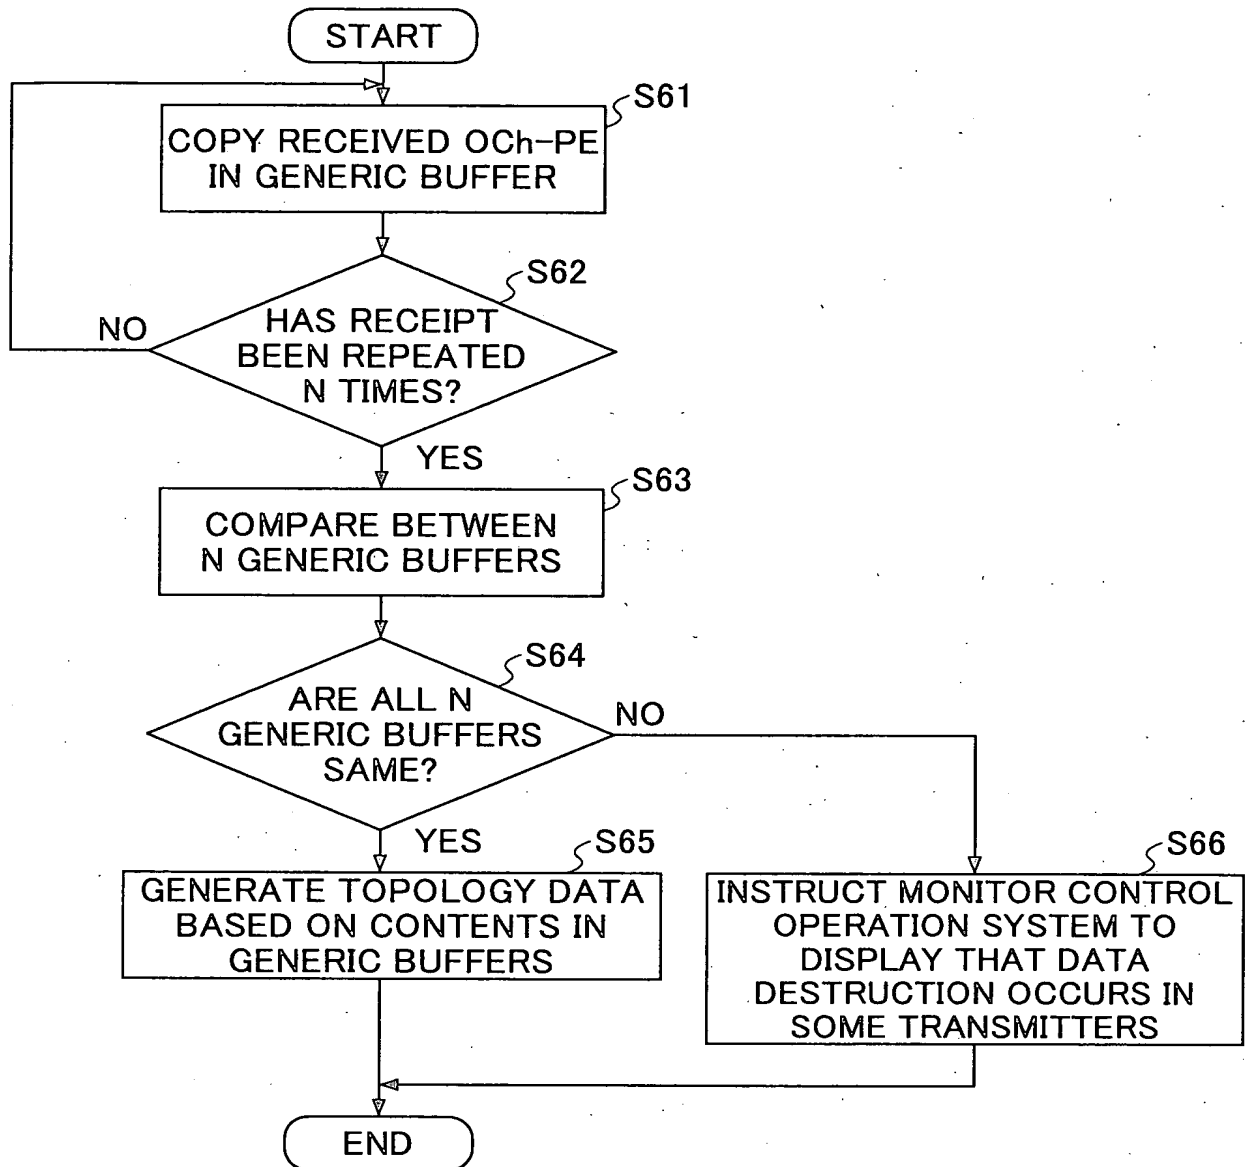 START
S61
COPY RECEIVED OCh-PE
IN GENERIC BUFFER
S62
NO
HAS RECEIPT
BEEN REPEATED
N TIMES?
YES
S63
COMPARE BETWEEN
N GENERIC BUFFERS
S64
ARE ALL N
GENERIC BUFFERS
SAME?
NO
YES
S65
GENERATE TOPOLOGY DATA
BASED ON CONTENTS IN
GENERIC BUFFERS
S66
INSTRUCT MONITOR CONTROL
OPERATION SYSTEM TO
DISPLAY THAT DATA
DESTRUCTION OCCURS IN
SOME TRANSMITTERS
END